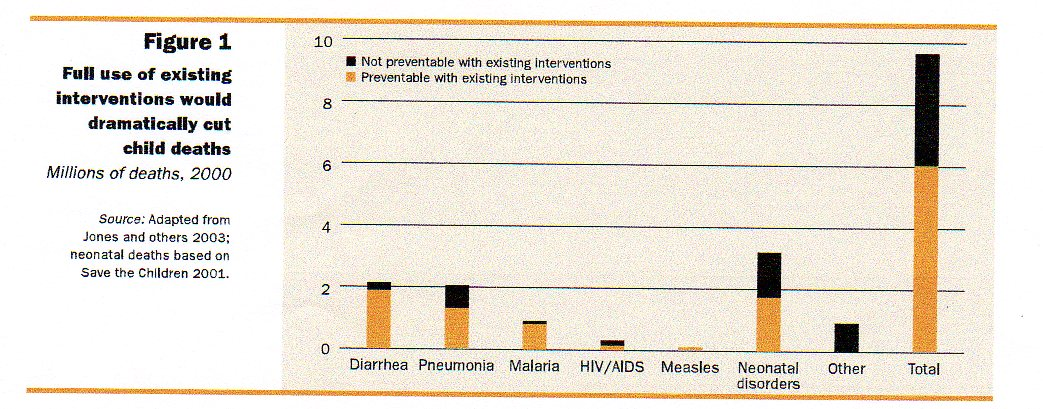 Figure 1
Full use of existing
interventions would
dramatically cut
child deaths
Millions of deaths, 2000
Source: Adapted from
Jones and others 2003;
neonatal deaths based on
Save the Children 2001.
10
Not preventable with existing interventions
Preventable with existing interventions
8
6
4
2
0
Diarrhea Pneumonia Malaria HIV/AIDS Measles Neonatal Other Total
disorders